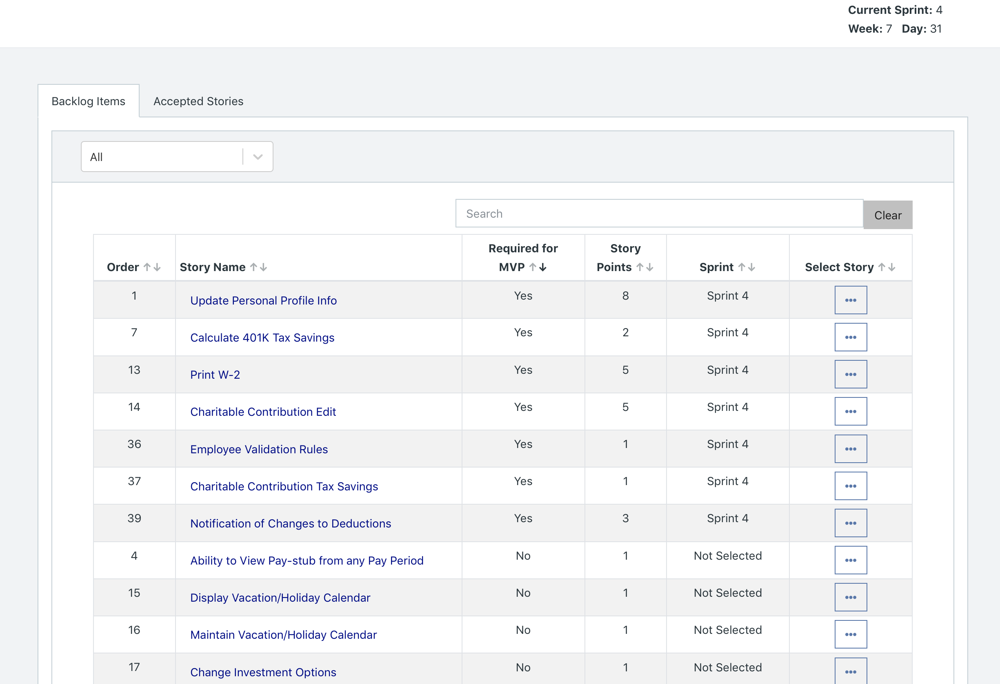 Current Sprint: 4
Week: 7 Day: 31
Backlog Items
Accepted Stories
All
Search
Clear
Order
Story Name
Required for MVP
Story Points
Sprint
Select Story
1 Update Personal Profile Info Yes 8 Sprint 4
7 Calculate 401K Tax Savings Yes 2 Sprint 4
13 Print W-2 Yes 5 Sprint 4
14 Charitable Contribution Edit Yes 5 Sprint 4
36 Employee Validation Rules Yes 1 Sprint 4
37 Charitable Contribution Tax Savings Yes 1 Sprint 4
39 Notification of Changes to Deductions Yes 3 Sprint 4
4 Ability to View Pay-stub from any Pay Period No 1 Not Selected
15 Display Vacation/Holiday Calendar No 1 Not Selected
16 Maintain Vacation/Holiday Calendar No 1 Not Selected
17 Change Investment Options No 1 Not Selected